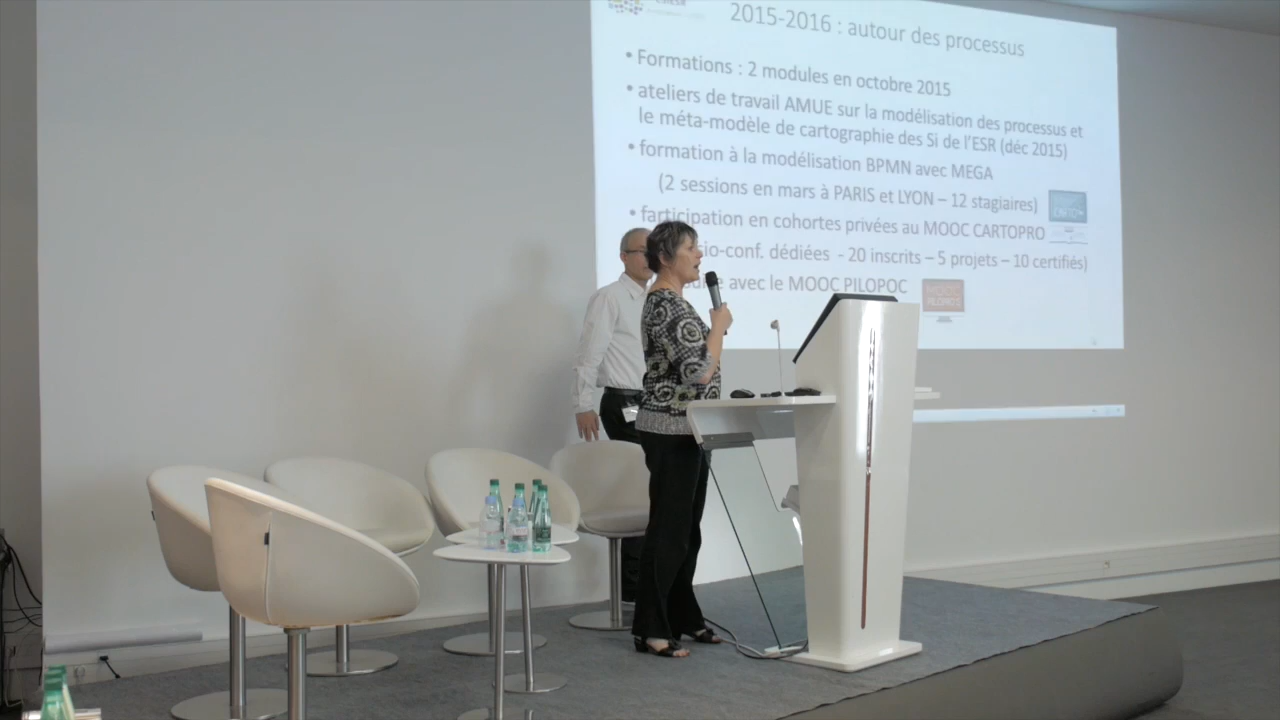 2015-2016 : autour des processus
• Formations : 2 modules en octobre 2015
• ateliers de travail AMUE sur la modélisation des processus et
le méta-modèle de cartographie des Si de l'ESR (déc 2015)
• formation à la modélisation BPMN avec MEGA
(2 sessions en mars à PARIS et LYON – 12 stagiaires)
• farticipation en cohortes privées au MOOC CARTOPRO
dédiées - 20 inscrits – 5 projets – 10 certifiés)
avec le MOOC PILOPOC
MOOC